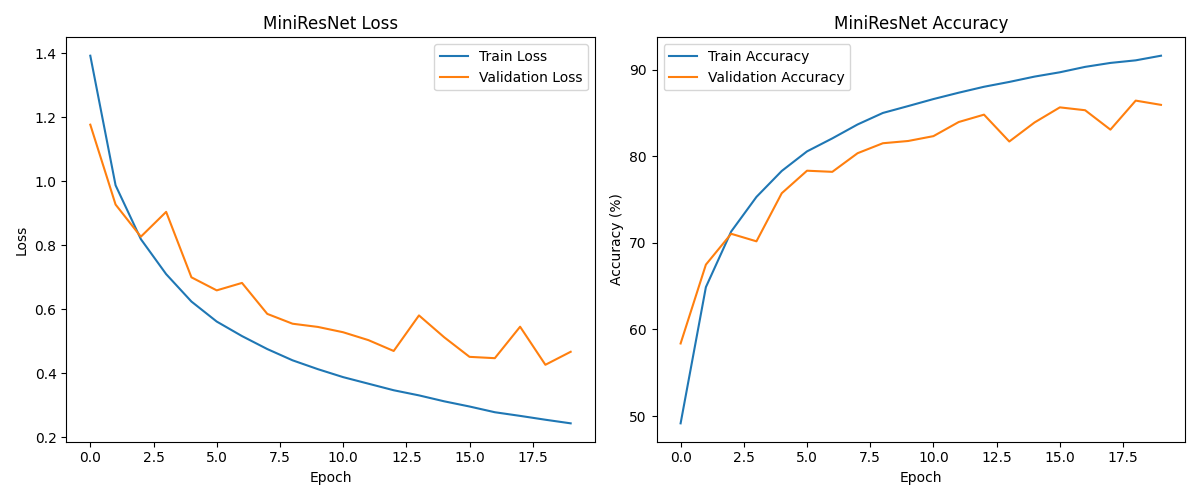 MiniResNet Loss
1.4
1.2
1.0
0.8
0.6
0.4
0.2
Loss
Train Loss
Validation Loss
0.0 2.5 5.0 7.5 10.0 12.5 15.0 17.5
Epoch
MiniResNet Accuracy
90
80
70
60
50
Accuracy (%)
Train Accuracy
Validation Accuracy
0.0 2.5 5.0 7.5 10.0 12.5 15.0 17.5
Epoch